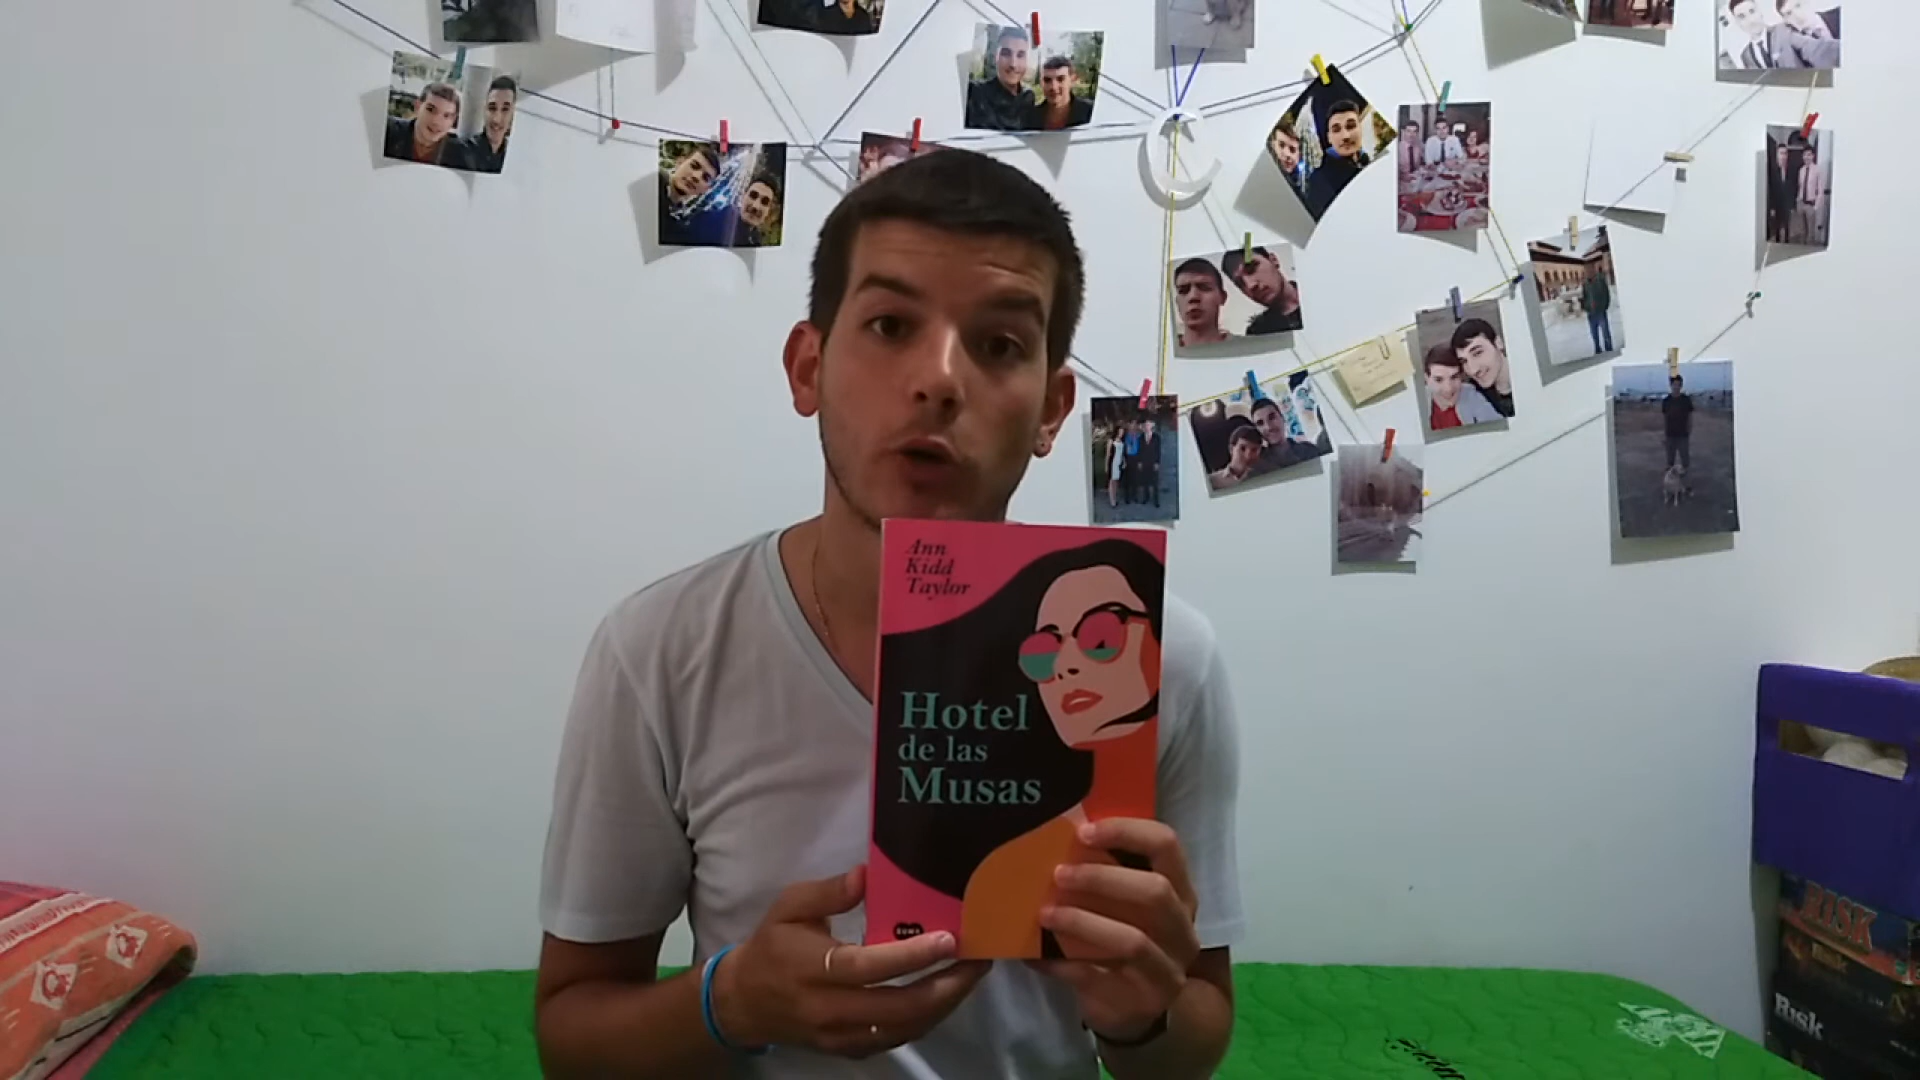 Ann
Kidd
Taylor
Hotel
de las
Musas
SUMA
RISK
Risk